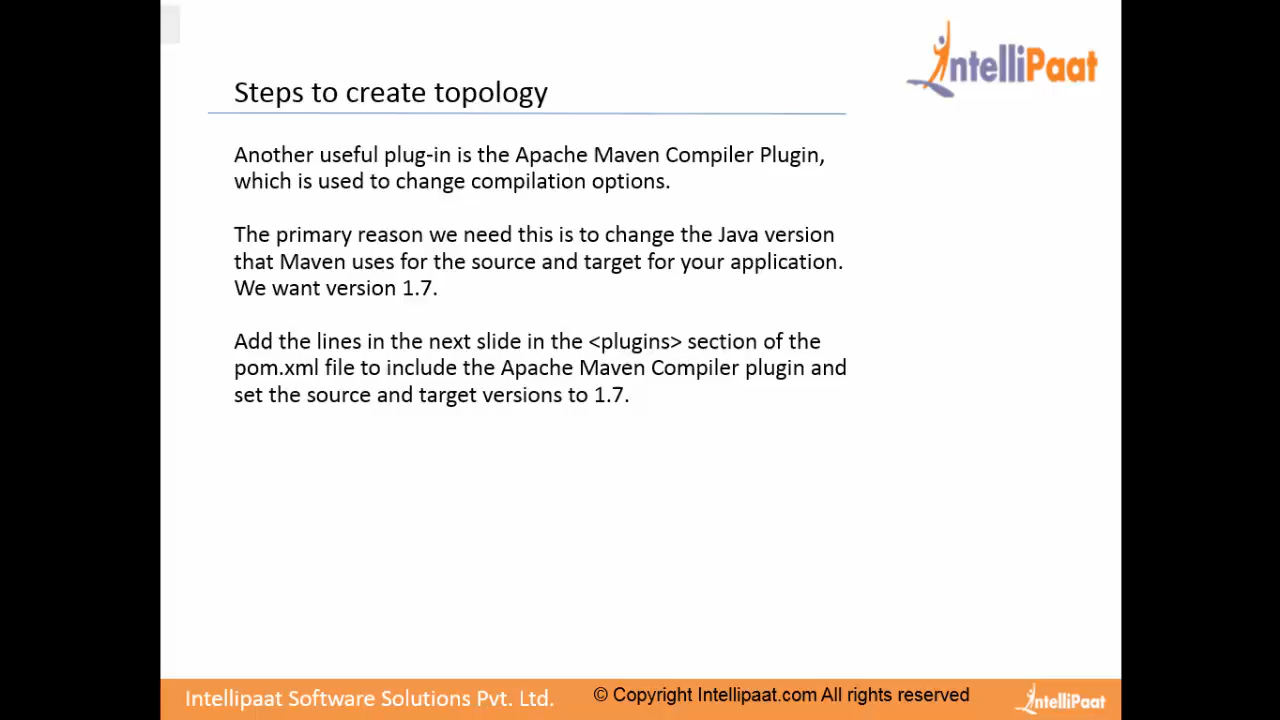 IntelliPaat
Steps to create topology
Another useful plug-in is the Apache Maven Compiler Plugin,
which is used to change compilation options.
The primary reason we need this is to change the Java version
that Maven uses for the source and target for your application.
We want version 1.7.
Add the lines in the next slide in the <plugins> section of the
pom.xml file to include the Apache Maven Compiler plugin and
set the source and target versions to 1.7.
Intellipaat Software Solutions Pvt. Ltd. © Copyright Intellipaat.com All rights reserved IntelliPaat